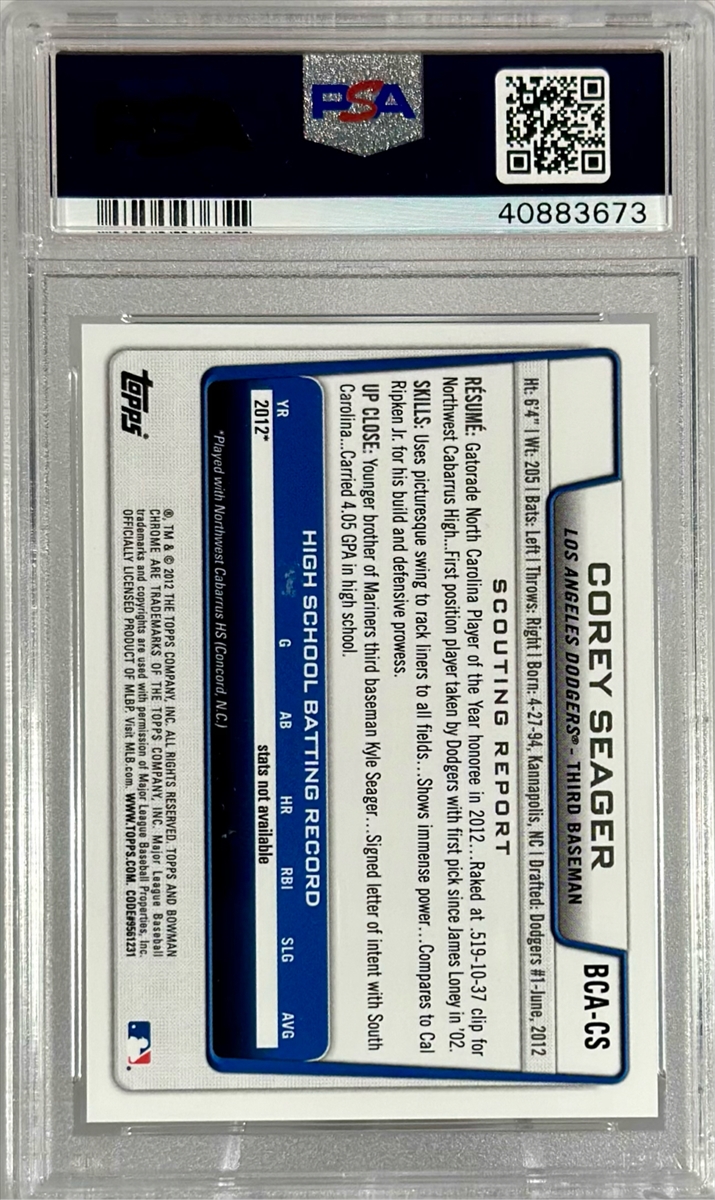 PSA
40883673
COREY SEAGER
BCA-CS
LOS ANGELES DODGERS® - THIRD BASEMAN
Ht: 6'4" | Wt: 205 | Bats: Left | Throws: Right | Born: 4-27-94, Kannapolis, NC | Drafted: Dodgers #1-June, 2012
SCOUTING REPORT
RÉSUMÉ: Gatorade North Carolina Player of the Year honoree in 2012...Raked at .519-10-37 clip for
Northwest Cabarrus High...First position player taken by Dodgers with first pick since James Loney in '02.
SKILLS: Uses picturesque swing to rack liners to all fields...Shows immense power...Compares to Cal
Ripken Jr. for his build and defensive prowess.
UP CLOSE: Younger brother of Mariners third baseman Kyle Seager...Signed letter of intent with South
Carolina...Carried 4.05 GPA in high school.
HIGH SCHOOL BATTING RECORD
YR G AB HR RBI SLG AVG
2012* stats not available
*Played with Northwest Cabarrus HS (Concord, N.C.)
topps®
®, TM & © 2012 THE TOPPS COMPANY, INC. ALL RIGHTS RESERVED. TOPPS AND BOWMAN
CHROME ARE TRADEMARKS OF THE TOPPS COMPANY, INC. Major League Baseball
trademarks and copyrights are used with permission of Major League Baseball Properties, Inc.
OFFICIALLY LICENSED PRODUCT OF MLBP. Visit MLB.com. WWW.TOPPS.COM. CODE#9561231